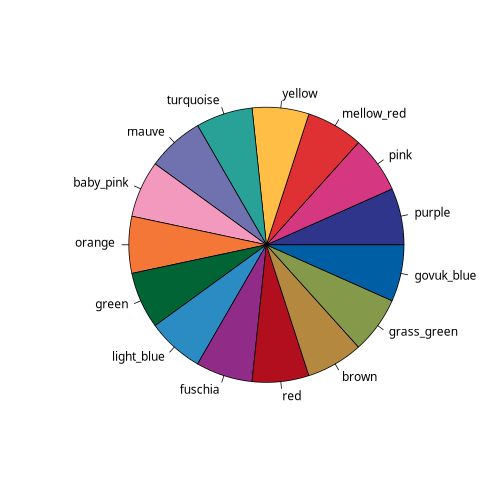 yellow
turquoise
mellow_red
mauve
pink
baby_pink
purple
orange
govuk_blue
green
grass_green
light_blue
brown
fuschia
red